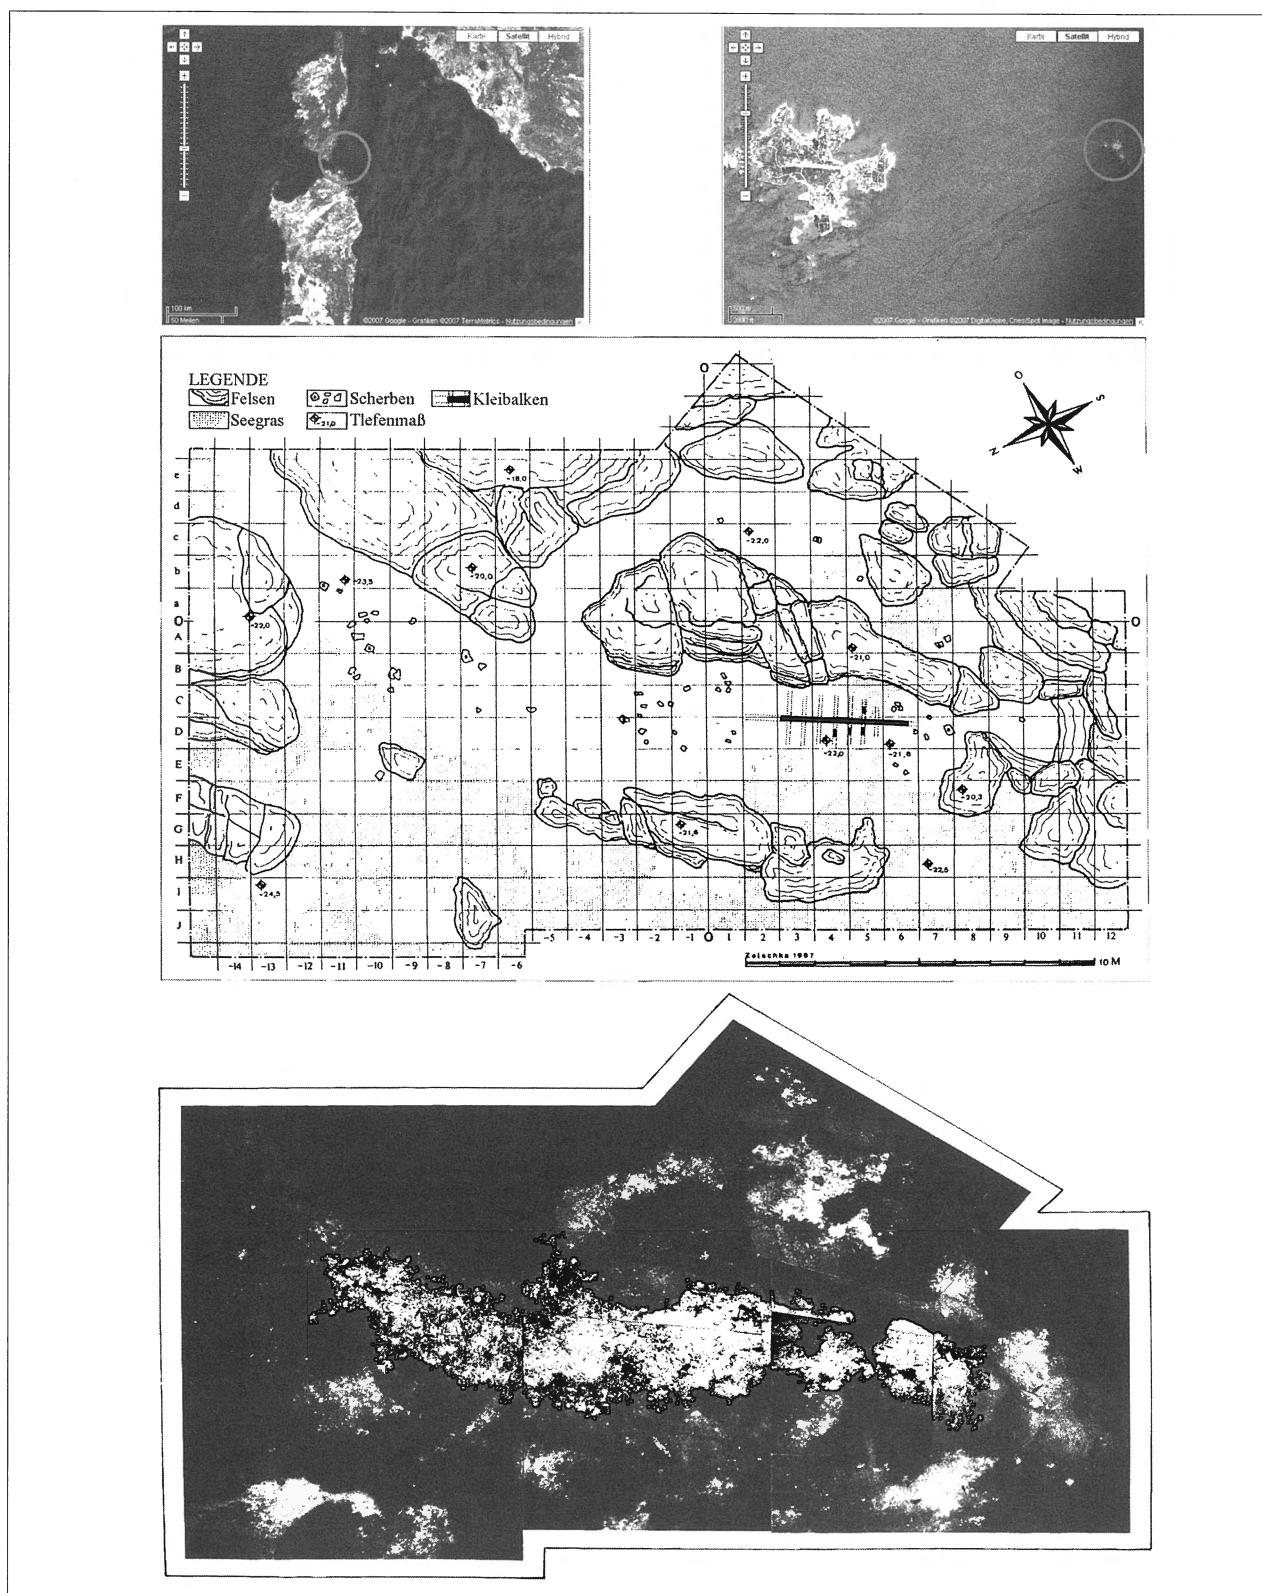 Karte Satellit Hybrid
100 km
50 Meilen
©2007 Google - Grafiken ©2007 TerraMetrics - Nutzungsbedingungen
Karte Satellit Hybrid
©2007 Google - Grafiken ©2007 DigitalGlobe, Cnes/Spot Image - Nutzungsbedingungen
LEGENDE
Felsen Scherben Kleibalken
Seegras -21,0 Tiefenmaß
O S W Z
O
e
d
c
b
a
O
A
B
C
D
E
F
G
H
I
J
-18,0
-22,0
-20,0
-23,5
-22,0
O
-21,0
-22,0
-21,8
-20,3
-21,6
-22,5
-24,5
-5 -4 -3 -2 -1 O 1 2 3 4 5 6 7 8 9 10 11 12
-14 -13 -11 -10 -9 -8 -7 -6
Zolschka 1987
10 M